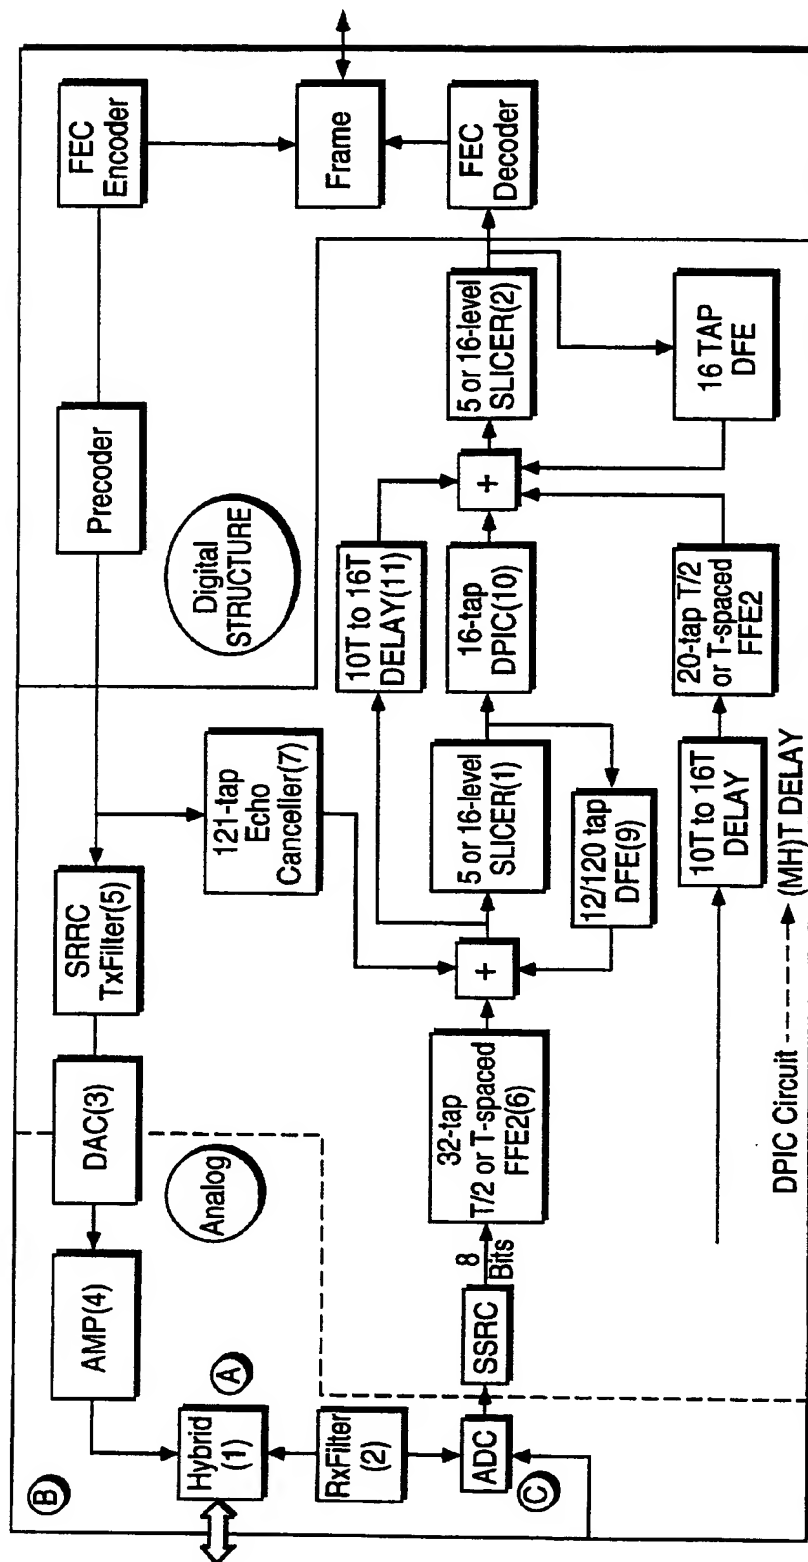 FEC
Encoder
Frame
FEC
Decoder
Precoder
Digital
STRUCTURE
5 or 16-level
SLICER(2)
16 TAP
DFE
+
10T to 16T
DELAY(11)
16-tap
DPIC(10)
20-tap T/2
or T-spaced
FFE2
121-tap
Echo
Canceller(7)
5 or 16-level
SLICER(1)
12/120 tap
DFE(9)
10T to 16T
DELAY
SRRC
TxFilter(5)
+
DAC(3)
Analog
32-tap
T/2 or T-spaced
FFE2(6)
DPIC Circuit
(MH)T DELAY
AMP(4)
8
Bits
SSRC
A
Hybrid
(1)
RxFilter
(2)
ADC
B
C